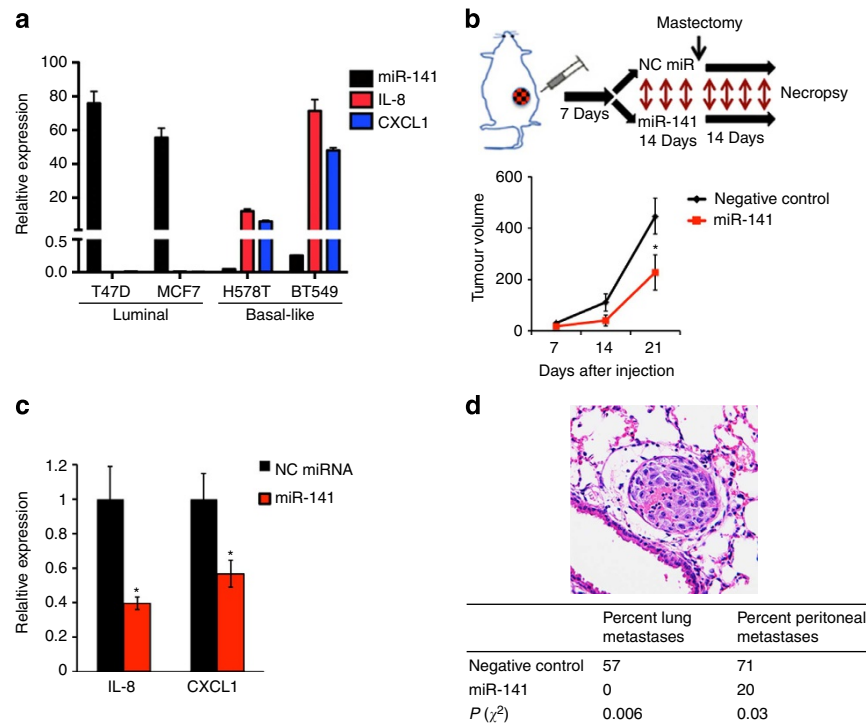 a
Relaltive expression
100
80
60
40
20
0.5
0.0
miR-141
IL-8
CXCL1
T47D MCF7 H578T BT549
Luminal Basal-like
b
Mastectomy
NC miR
7 Days
Necropsy
miR-141
14 Days 14 Days
Tumour volume
600
400
200
0
Negative control
miR-141
*
7 14 21
Days after injection
c
Relaltive expression
1.2
1
0.8
0.6
0.4
0.2
0
NC miRNA
miR-141
* *
IL-8 CXCL1
d
Percent lung metastases Percent peritoneal metastases
Negative control 57 71
miR-141 0 20
P (χ²) 0.006 0.03